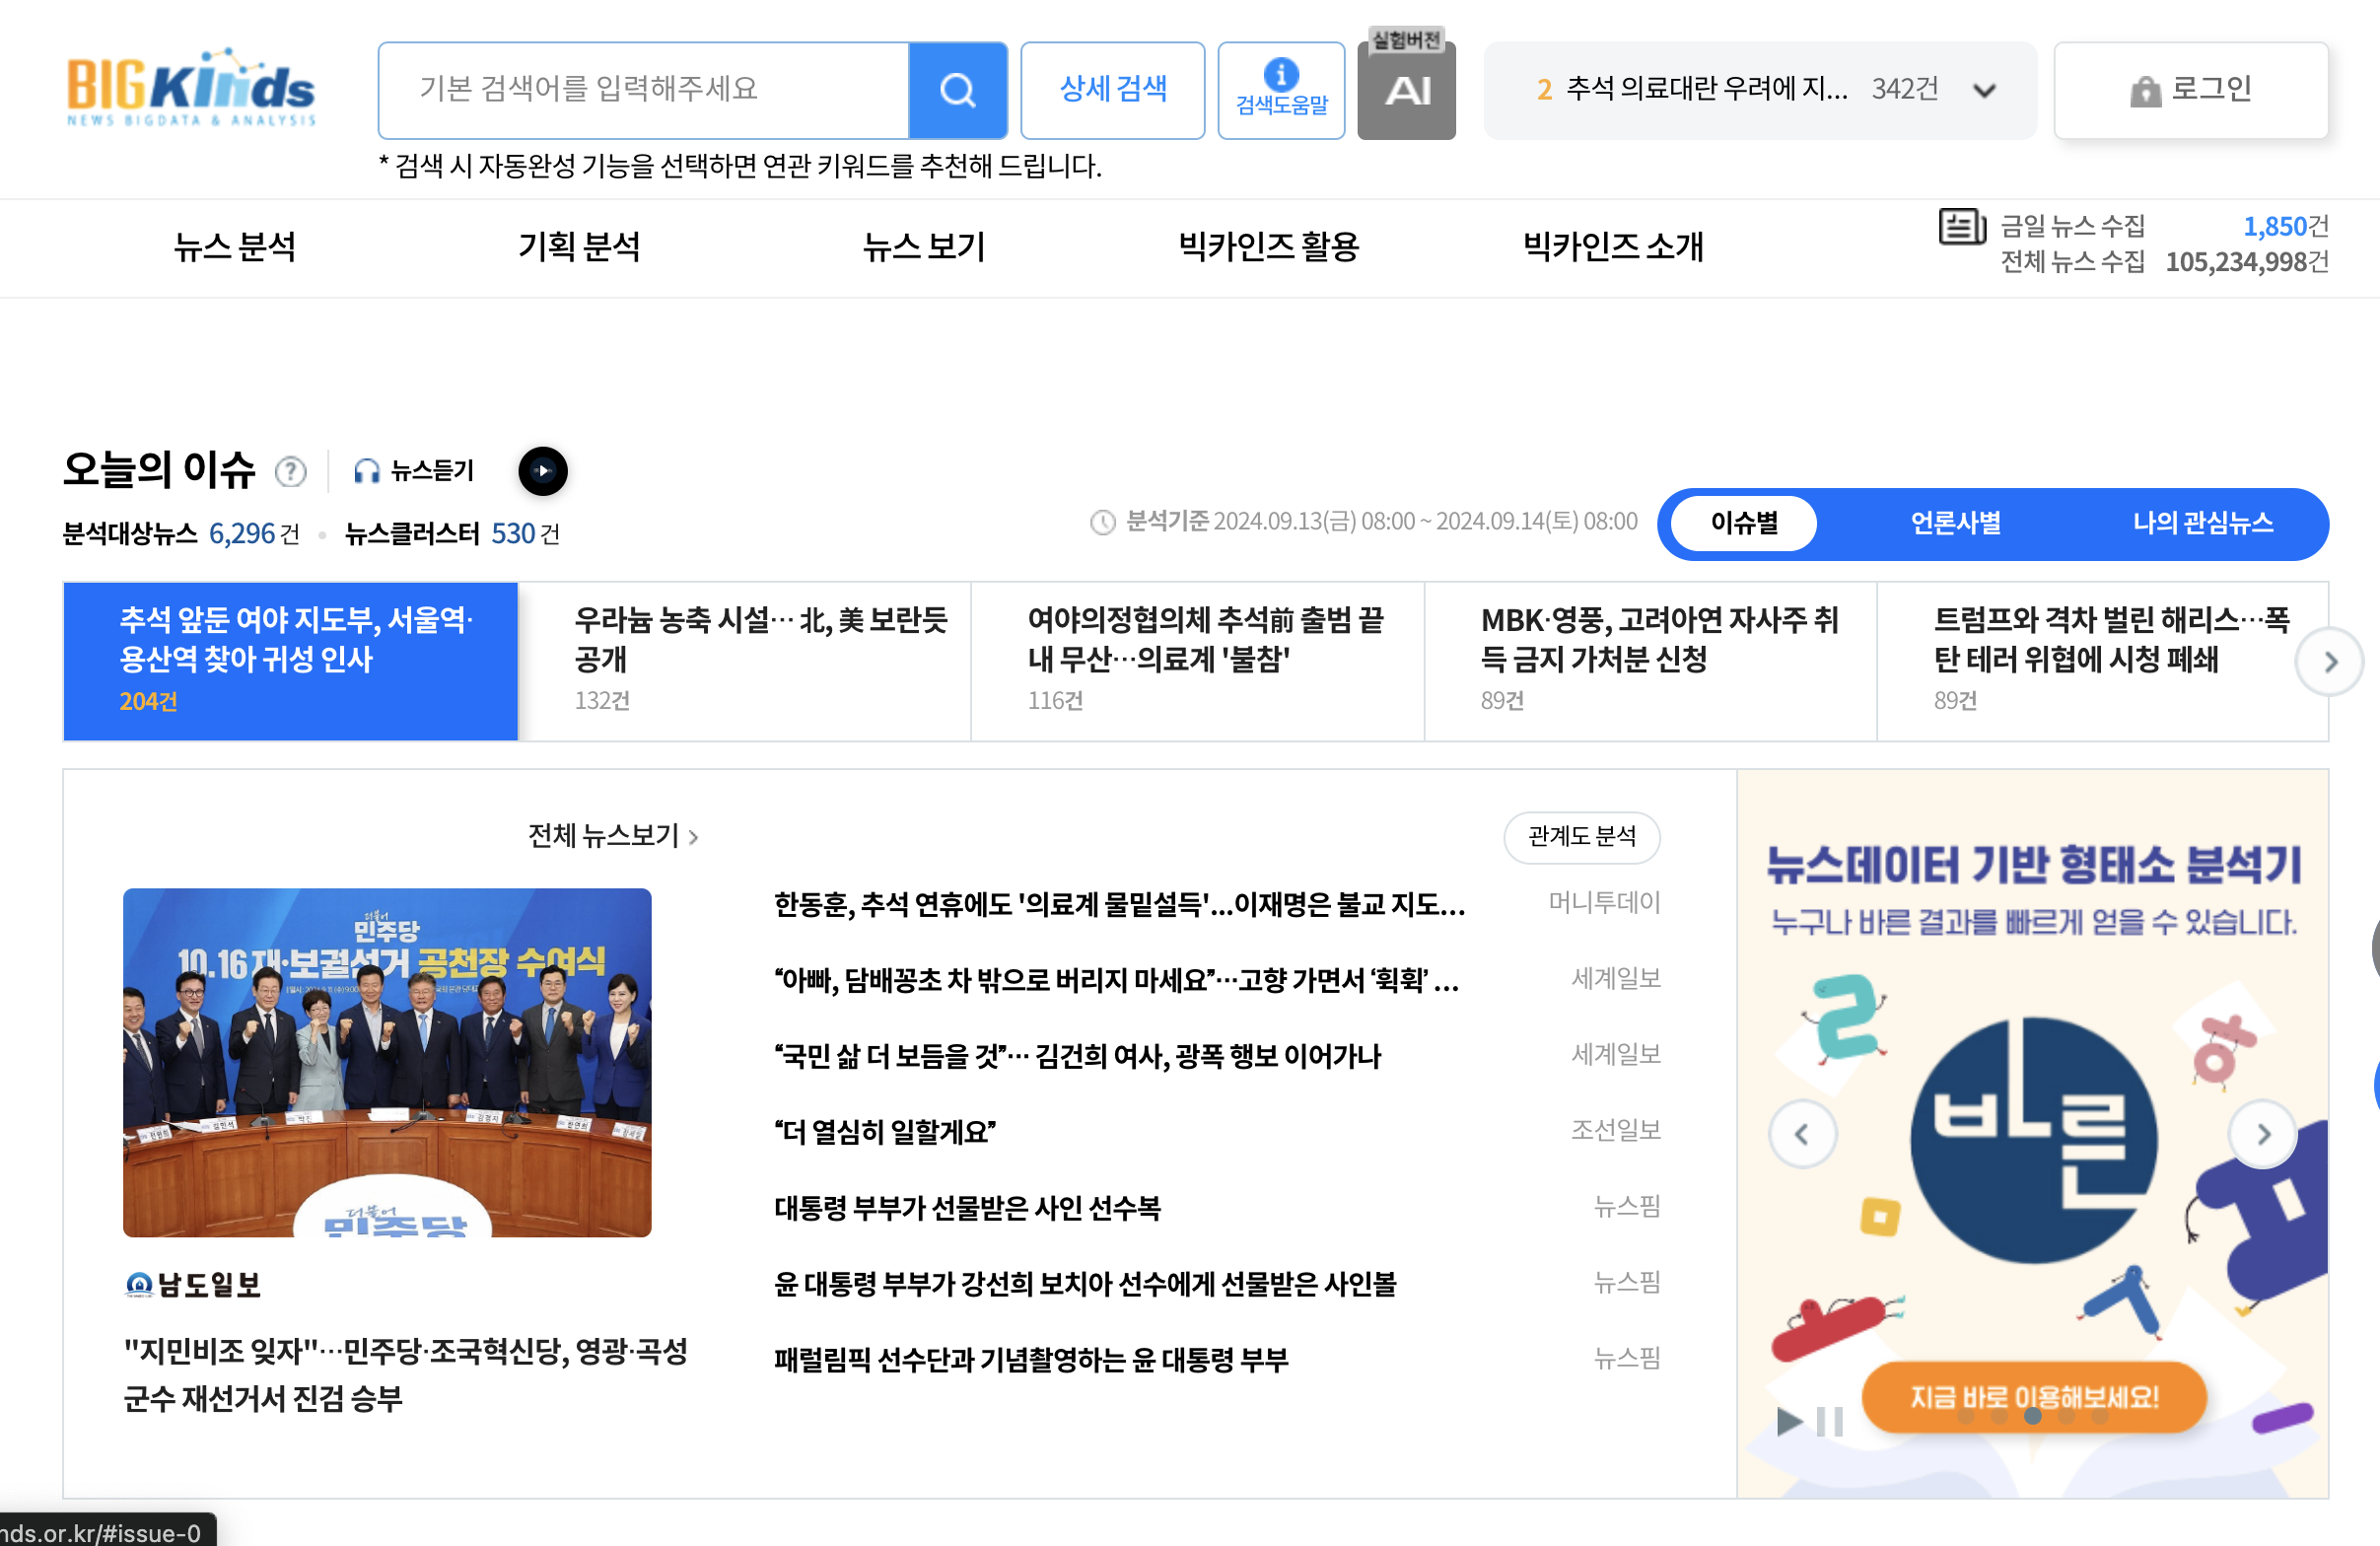 BIGKinds
NEWS BIGDATA & ANALYSIS
기본 검색어를 입력해주세요
상세 검색
검색도움말
실험버전
AI
2 추석 의료대란 우려에 지... 342건
로그인
* 검색 시 자동완성 기능을 선택하면 연관 키워드를 추천해 드립니다.
뉴스 분석
기획 분석
뉴스 보기
빅카인즈 활용
빅카인즈 소개
금일 뉴스 수집 1,850건
전체 뉴스 수집 105,234,998건
오늘의 이슈
?
뉴스듣기
분석대상뉴스 6,296 건
뉴스클러스터 530 건
분석기준 2024.09.13(금) 08:00 ~ 2024.09.14(토) 08:00
이슈별
언론사별
나의 관심뉴스
추석 앞둔 여야 지도부, 서울역·
용산역 찾아 귀성 인사
204건
우라늄 농축 시설… 北, 美 보란듯
공개
132건
여야의정협의체 추석前 출범 끝
내 무산…의료계 '불참'
116건
MBK·영풍, 고려아연 자사주 취
득 금지 가처분 신청
89건
트럼프와 격차 벌린 해리스…폭
탄 테러 위협에 시청 폐쇄
89건
전체 뉴스보기 >
관계도 분석
더불어
민주당
10.16 재·보궐선거 공천장 수여식
더불어
민주당
남도일보
"지민비조 잊자"…민주당·조국혁신당, 영광·곡성
군수 재선거서 진검 승부
한동훈, 추석 연휴에도 '의료계 물밑설득'...이재명은 불교 지도... 머니투데이
“아빠, 담배꽁초 차 밖으로 버리지 마세요”…고향 가면서 ‘휙휙’ ... 세계일보
“국민 삶 더 보듬을 것”… 김건희 여사, 광폭 행보 이어가나 세계일보
“더 열심히 일할게요” 조선일보
대통령 부부가 선물받은 사인 선수복 뉴스핌
윤 대통령 부부가 강선희 보치아 선수에게 선물받은 사인볼 뉴스핌
패럴림픽 선수단과 기념촬영하는 윤 대통령 부부 뉴스핌
뉴스데이터 기반 형태소 분석기
누구나 바른 결과를 빠르게 얻을 수 있습니다.
바른
지금 바로 이용해보세요!
nds.or.kr/#issue-0